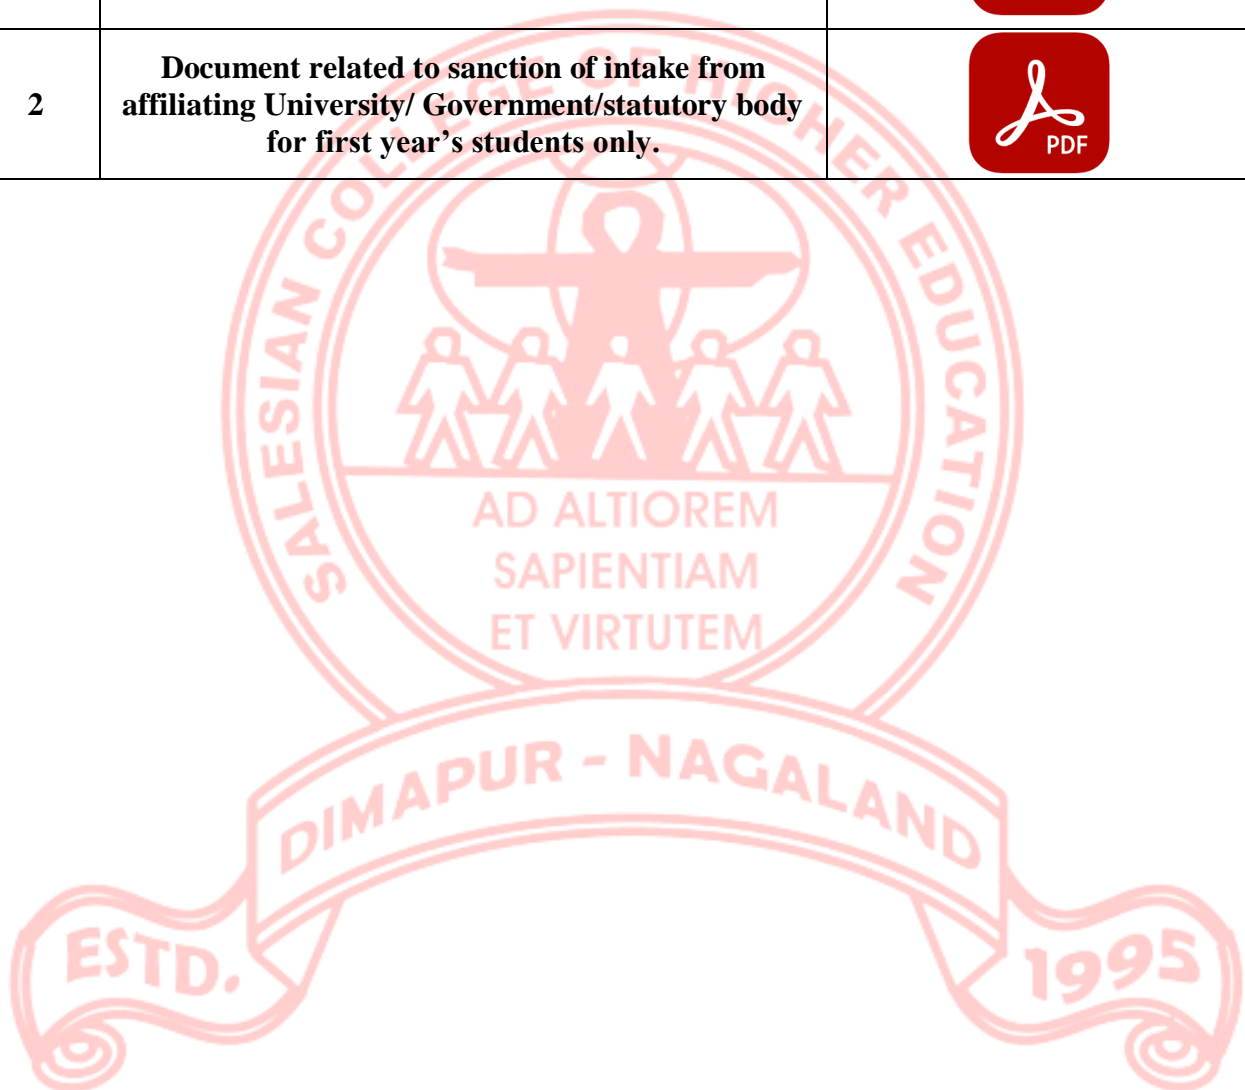 2
Document related to sanction of intake from
affiliating University/ Government/statutory body
for first year’s students only.
PDF
SALESIAN COLLEGE OF HIGHER EDUCATION
AD ALTIOREM
SAPIENTIAM
ET VIRTUTEM
DIMAPUR - NAGALAND
ESTD.
1995